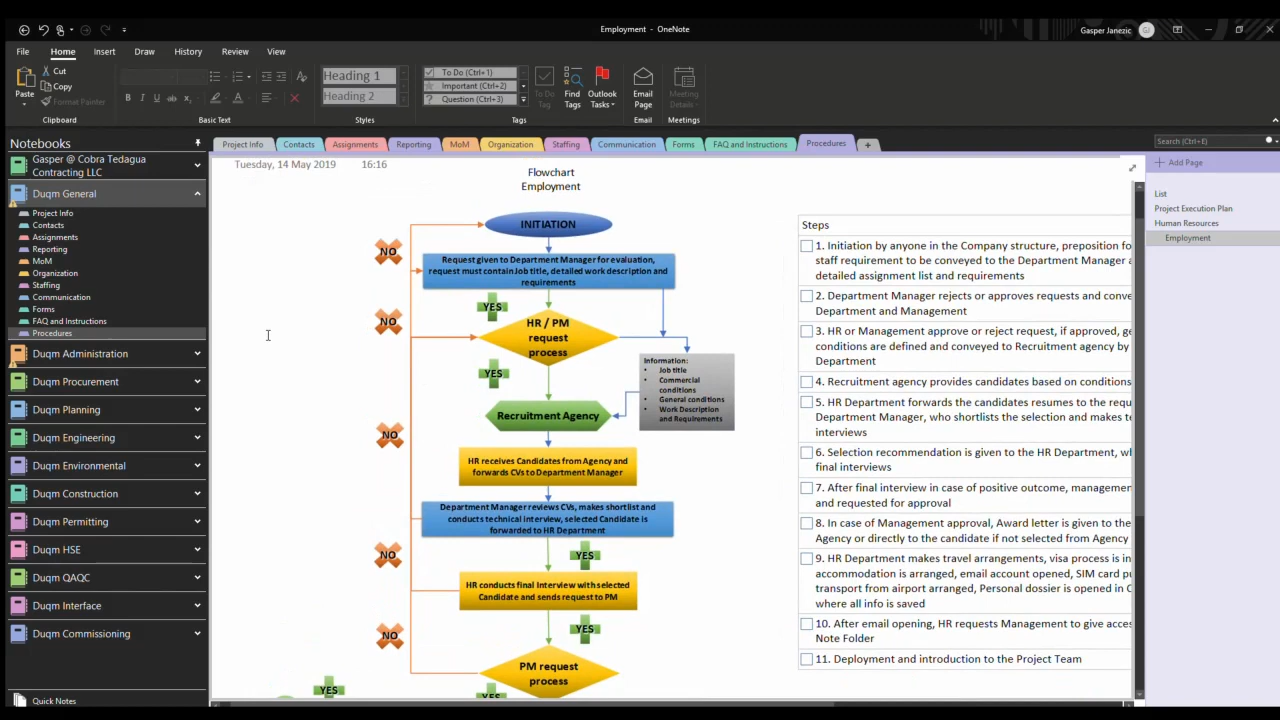 Employment - OneNote
Gasper Janezic
File
Home
Insert
Draw
History
Review
View
Paste
Cut
Copy
Format Painter
Clipboard
B I U ab x A
Basic Text
Heading 1
Heading 2
Styles
To Do (Ctrl+1)
Important (Ctrl+2)
Question (Ctrl+3)
To Do
Tag
Find
Tags
Outlook
Tasks
Tags
Email
Page
Email
Meeting
Details
Meetings
Notebooks
Gasper @ Cobra Tedagua
Contracting LLC
Duqm General
Project Info
Contacts
Assignments
Reporting
MoM
Organization
Staffing
Communication
Forms
FAQ and Instructions
Procedures
Duqm Administration
Duqm Procurement
Duqm Planning
Duqm Engineering
Duqm Environmental
Duqm Construction
Duqm Permitting
Duqm HSE
Duqm QAQC
Duqm Interface
Duqm Commissioning
Quick Notes
Project Info
Contacts
Assignments
Reporting
MoM
Organization
Staffing
Communication
Forms
FAQ and Instructions
Procedures
Search (Ctrl+E)
Tuesday, 14 May 2019 16:16
Flowchart
Employment
INITIATION
NO
Request given to Department Manager for evaluation,
request must contain Job title, detailed work description and
requirements
YES
NO
HR / PM
request
process
YES
Information:
• Job title
• Commercial
conditions
• General conditions
• Work Description
and Requirements
Recruitment Agency
NO
HR receives Candidates from Agency and
forwards CVs to Department Manager
Department Manager reviews CVs, makes shortlist and
conducts technical interview, selected Candidate is
forwarded to HR Department
NO
YES
HR conducts final Interview with selected
Candidate and sends request to PM
YES
NO
PM request
process
YES
YES
Steps
1. Initiation by anyone in the Company structure, preposition fo
staff requirement to be conveyed to the Department Manager a
detailed assignment list and requirements
2. Department Manager rejects or approves requests and conve
Department and Management
3. HR or Management approve or reject request, if approved, ge
conditions are defined and conveyed to Recruitment agency by
Department
4. Recruitment agency provides candidates based on conditions
5. HR Department forwards the candidates resumes to the requ
Department Manager, who shortlists the selection and makes te
interviews
6. Selection recommendation is given to the HR Department, wh
final interviews
7. After final interview in case of positive outcome, managemen
and requested for approval
8. In case of Management approval, Award letter is given to the
Agency or directly to the candidate if not selected from Agency
9. HR Department makes travel arrangements, visa process is in
accommodation is arranged, email account opened, SIM card pu
transport from airport arranged, Personal dossier is opened in C
where all info is saved
10. After email opening, HR requests Management to give acces
Note Folder
11. Deployment and introduction to the Project Team
Add Page
List
Project Execution Plan
Human Resources
Employment